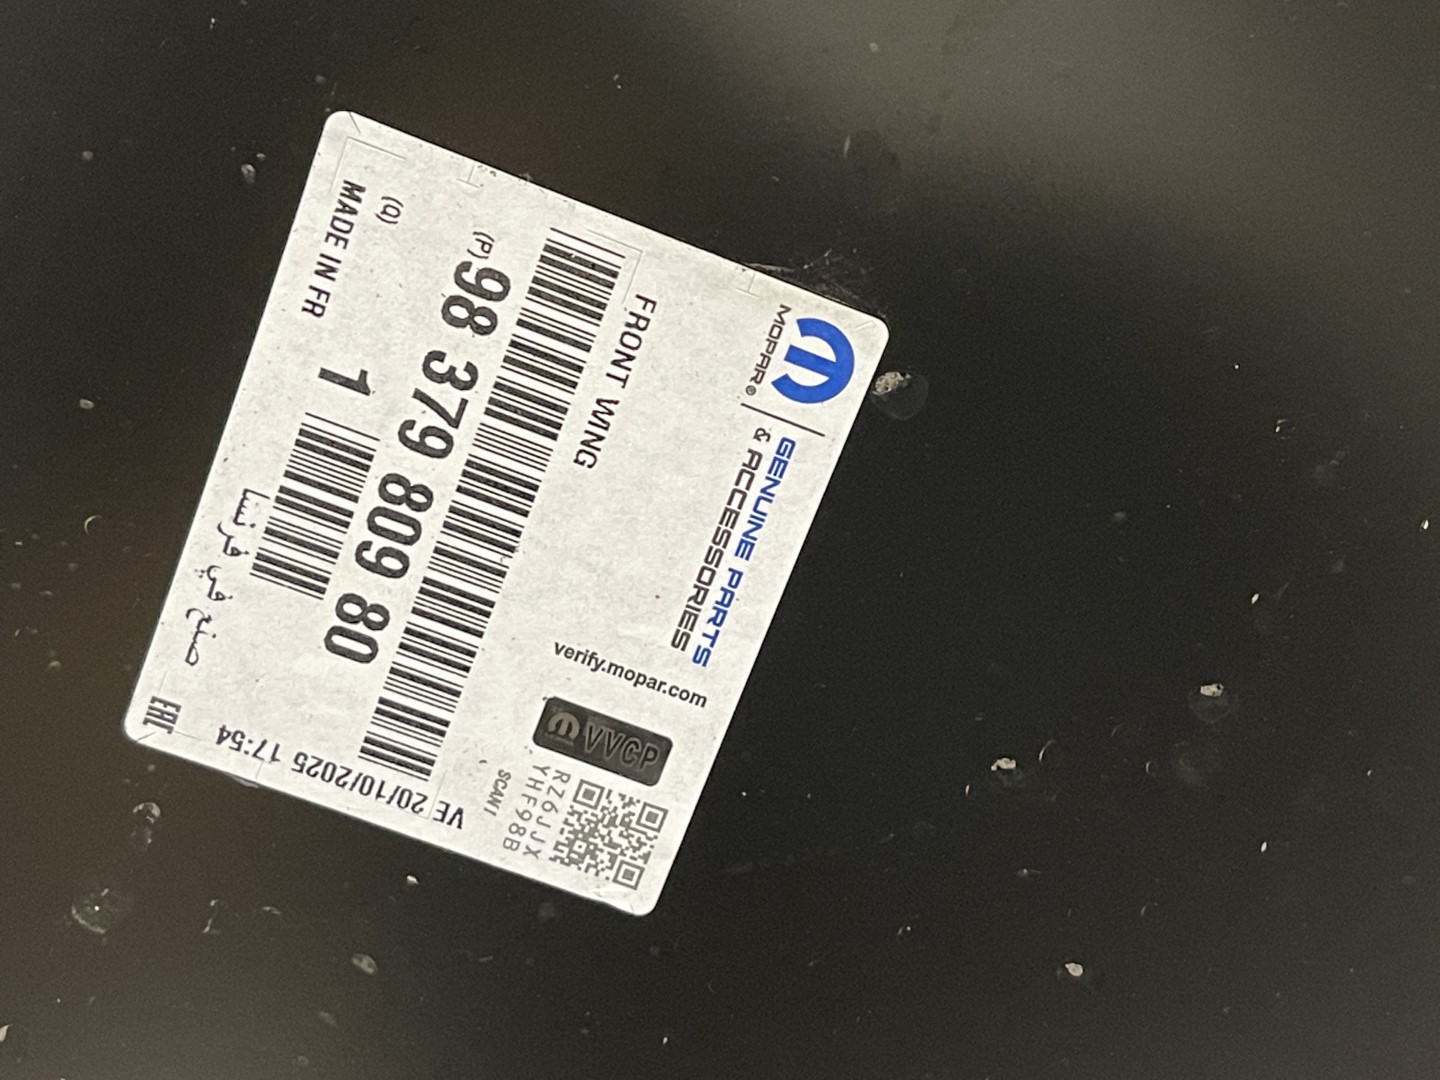 MOPAR®
GENUINE PARTS
& ACCESSORIES
verify.mopar.com
VVCP
RZ6JJX
YHF98B
SCAN!
FRONT WING
(P) 98 379 809 80
(Q) 1
MADE IN FR
صنع في فرنسا
VE 20/10/2025 17:54
EAC